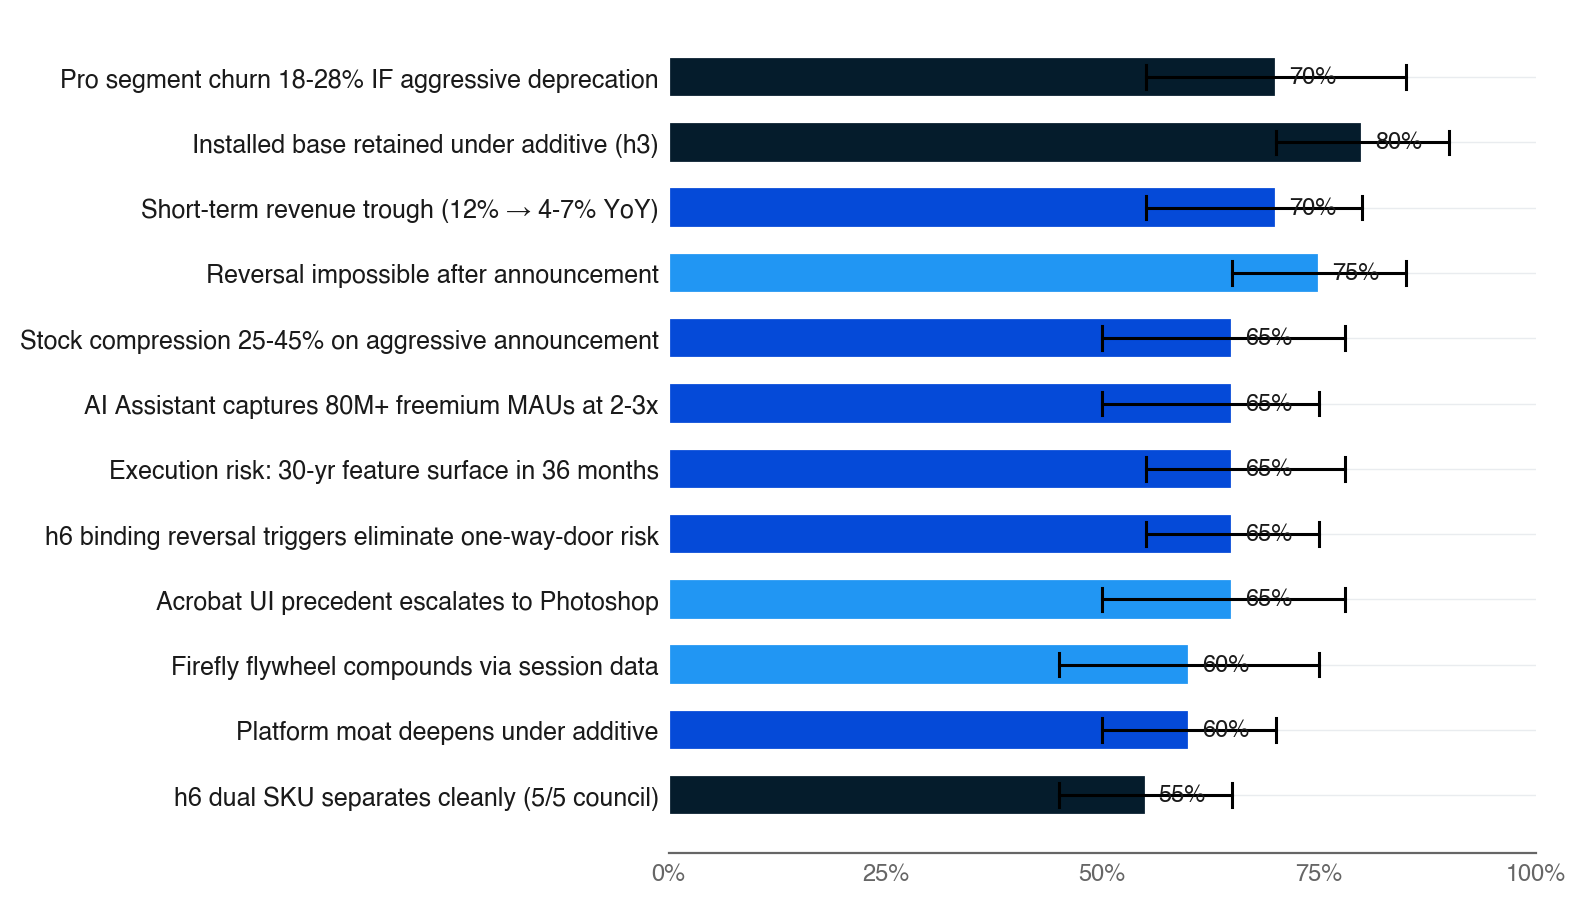 Pro segment churn 18-28% IF aggressive deprecation 70%
Installed base retained under additive (h3) 80%
Short-term revenue trough (12% → 4-7% YoY) 70%
Reversal impossible after announcement 75%
Stock compression 25-45% on aggressive announcement 65%
AI Assistant captures 80M+ freemium MAUs at 2-3x 65%
Execution risk: 30-yr feature surface in 36 months 65%
h6 binding reversal triggers eliminate one-way-door risk 65%
Acrobat UI precedent escalates to Photoshop 65%
Firefly flywheel compounds via session data 60%
Platform moat deepens under additive 60%
h6 dual SKU separates cleanly (5/5 council) 55%
0% 25% 50% 75% 100%